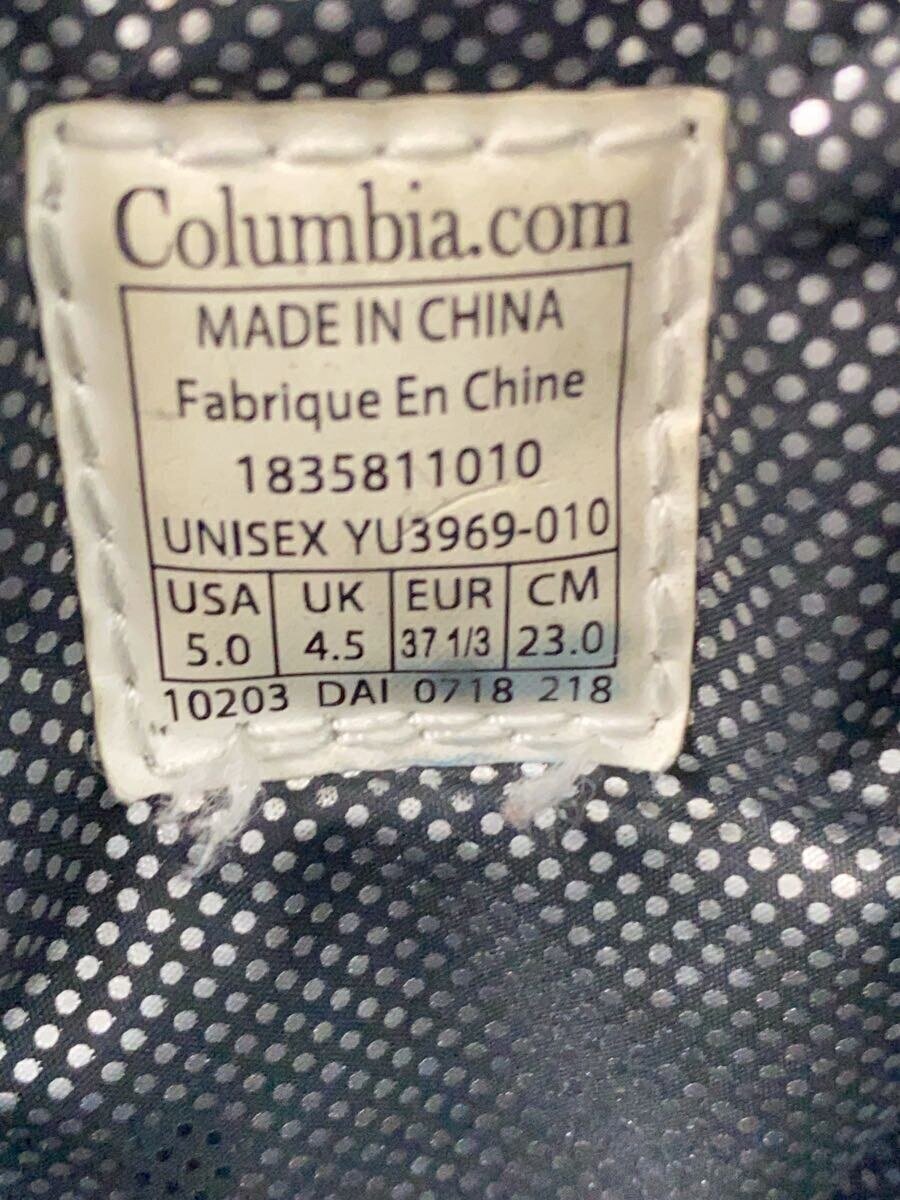 Columbia.com
MADE IN CHINA
Fabrique En Chine
1835811010
UNISEX YU3969-010
USA UK EUR CM
5.0 4.5 37 1/3 23.0
10203 DAI 0718 218